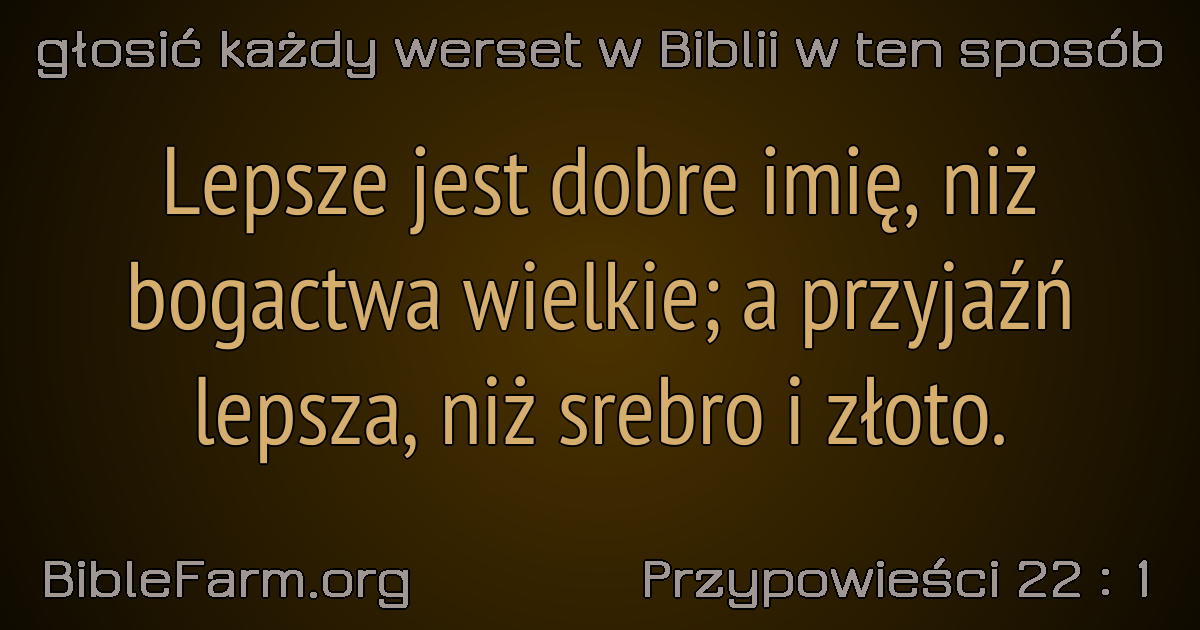 głosić każdy werset w Biblii w ten sposób
Lepsze jest dobre imię, niż
bogactwa wielkie; a przyjaźń
lepsza, niż srebro i złoto.
BibleFarm.org
Przypowieści 22 : 1